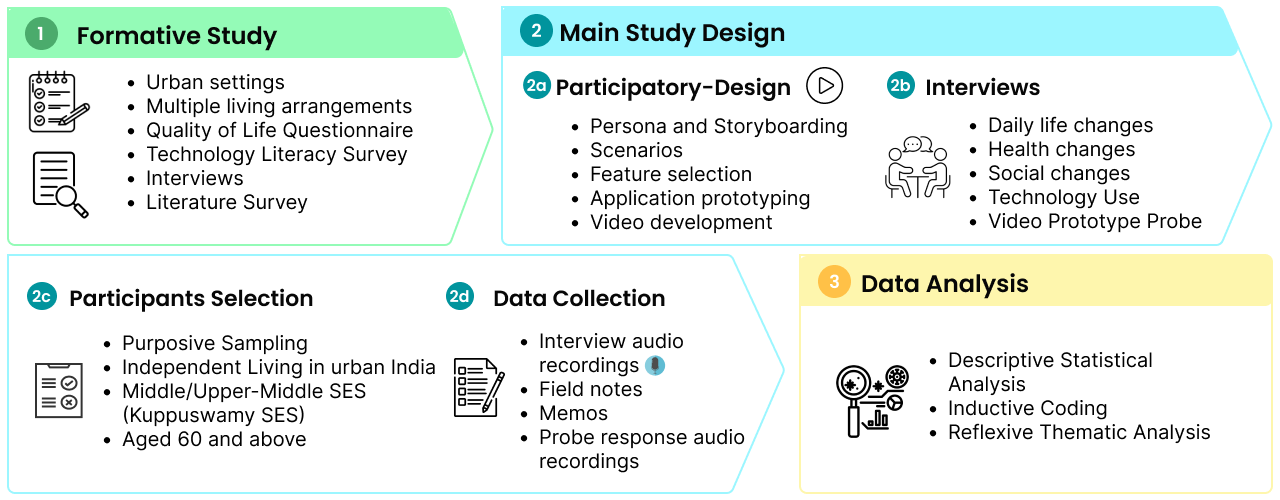 1 Formative Study
• Urban settings
• Multiple living arrangements
• Quality of Life Questionnaire
• Technology Literacy Survey
• Interviews
• Literature Survey
2 Main Study Design
2a Participatory-Design
• Persona and Storyboarding
• Scenarios
• Feature selection
• Application prototyping
• Video development
2b Interviews
• Daily life changes
• Health changes
• Social changes
• Technology Use
• Video Prototype Probe
2c Participants Selection
• Purposive Sampling
• Independent Living in urban India
• Middle/Upper-Middle SES
(Kuppuswamy SES)
• Aged 60 and above
2d Data Collection
• Interview audio
recordings
• Field notes
• Memos
• Probe response audio
recordings
3 Data Analysis
• Descriptive Statistical
Analysis
• Inductive Coding
• Reflexive Thematic Analysis